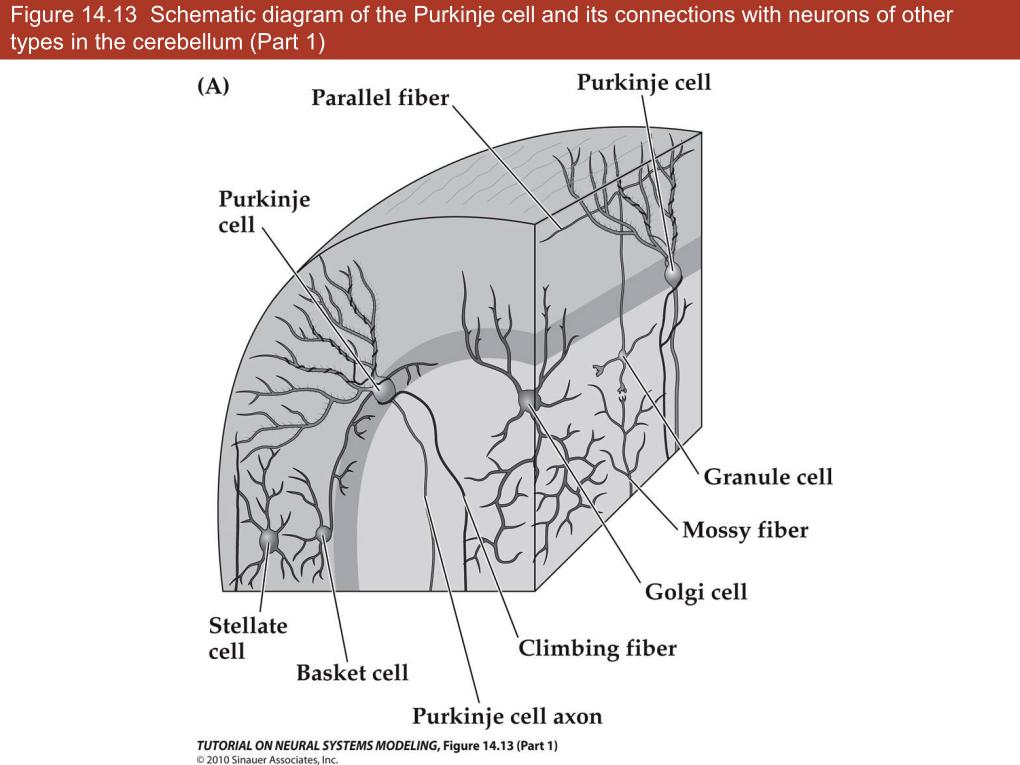 Figure 14.13  Schematic diagram of the Purkinje cell and its connections with neurons of other
types in the cerebellum (Part 1)
(A)
Purkinje cell
Parallel fiber
Purkinje
cell
Granule cell
Mossy fiber
Golgi cell
Stellate
cell
Climbing fiber
Basket cell
Purkinje cell axon
TUTORIAL ON NEURAL SYSTEMS MODELING, Figure 14.13 (Part 1)
© 2010 Sinauer Associates, Inc.